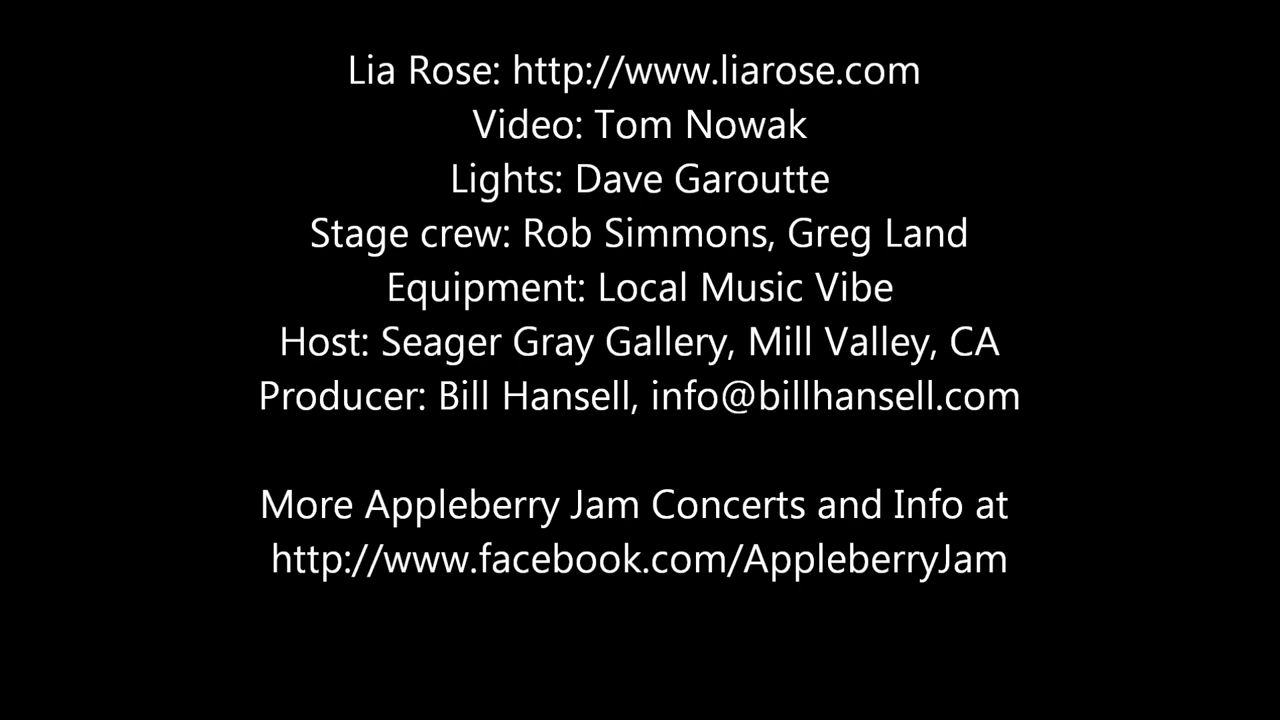 Lia Rose: http://www.liarose.com
Video: Tom Nowak
Lights: Dave Garoutte
Stage crew: Rob Simmons, Greg Land
Equipment: Local Music Vibe
Host: Seager Gray Gallery, Mill Valley, CA
Producer: Bill Hansell, info@billhansell.com
More Appleberry Jam Concerts and Info at
http://www.facebook.com/AppleberryJam